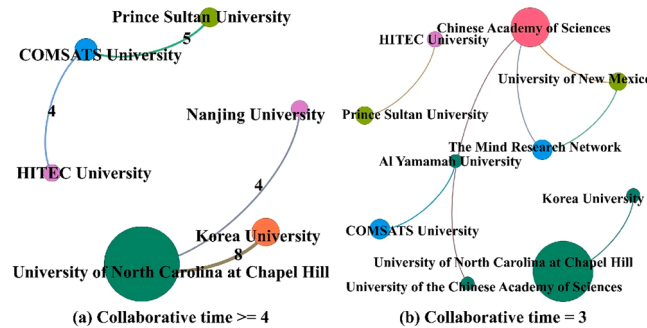 Prince Sultan University
5
COMSATS University
4
Nanjing University
HITEC University
4
Korea University
8
University of North Carolina at Chapel Hill
(a) Collaborative time >= 4
Chinese Academy of Sciences
HITEC University
University of New Mexico
Prince Sultan University
The Mind Research Network
Al Yamamah University
Korea University
COMSATS University
University of North Carolina at Chapel Hill
University of the Chinese Academy of Sciences
(b) Collaborative time = 3